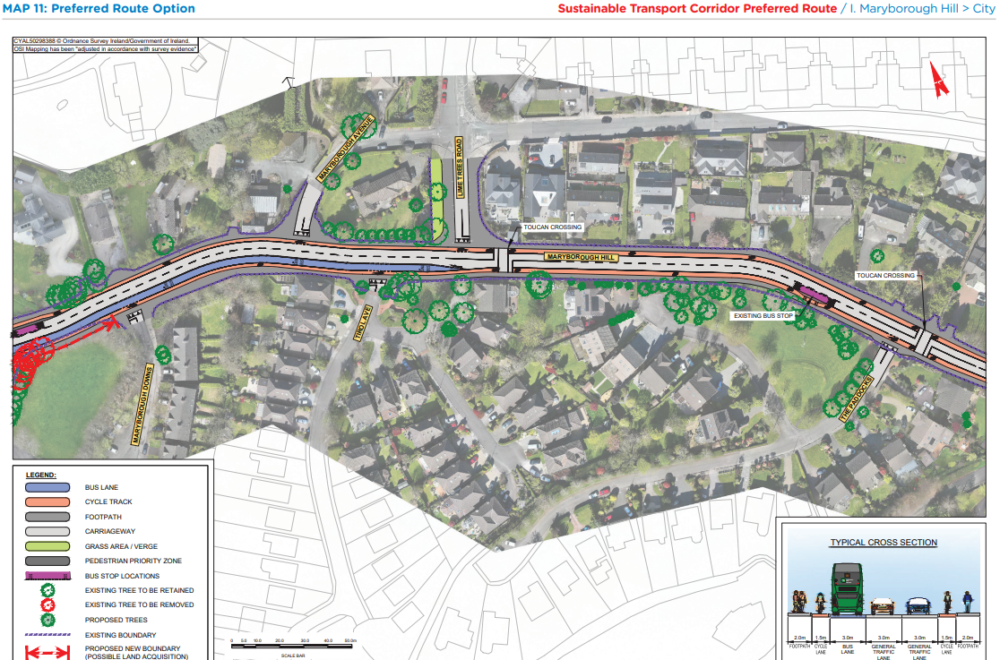 MAP 11: Preferred Route Option
Sustainable Transport Corridor Preferred Route / I. Maryborough Hill > City
CYAL50298388 © Ordnance Survey Ireland/Government of Ireland.
OSI Mapping has been "adjusted in accordance with survey evidence"
MARYBOROUGH AVENUE
LIME TREES ROAD
TOUCAN CROSSING
MARYBOROUGH HILL
TOUCAN CROSSING
EXISTING BUS STOP
TIRCLAVE
MARYBOROUGH DOWNS
THE PADDOCKS
LEGEND:
BUS LANE
CYCLE TRACK
FOOTPATH
CARRIAGEWAY
GRASS AREA / VERGE
PEDESTRIAN PRIORITY ZONE
BUS STOP LOCATIONS
EXISTING TREE TO BE RETAINED
EXISTING TREE TO BE REMOVED
PROPOSED TREES
EXISTING BOUNDARY
PROPOSED NEW BOUNDARY
(POSSIBLE LAND ACQUISITION)
0 5.0 10.0 20.0 30.0 40.0 50.0m
SCALE BAR
TYPICAL CROSS SECTION
2.0m 1.5m 3.0m 3.0m 3.0m 1.5m 2.0m
FOOTPATH CYCLE LANE BUS LANE GENERAL TRAFFIC LANE GENERAL TRAFFIC LANE CYCLE LANE FOOTPATH